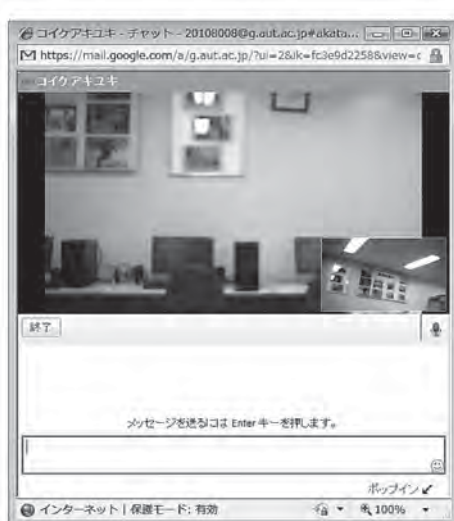 コイケアキユキ - チャット - 20108008@g.aut.ac.jp#akata...
https://mail.google.com/a/g.aut.ac.jp/?ui=2&ik=fc3e9d2258&view=c
コイケアキユキ
終了
メッセージを送るには Enter キーを押します。
ポップイン
インターネット | 保護モード: 有効
100%